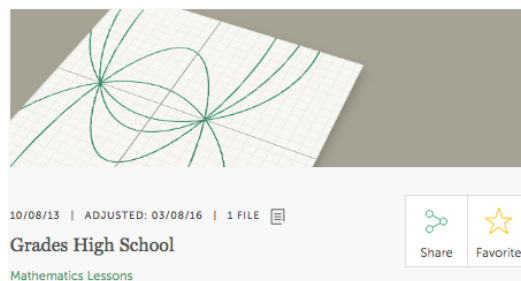 10/08/13 | ADJUSTED: 03/08/16 | 1 FILE
Grades High School
Mathematics Lessons
Share
Favorite